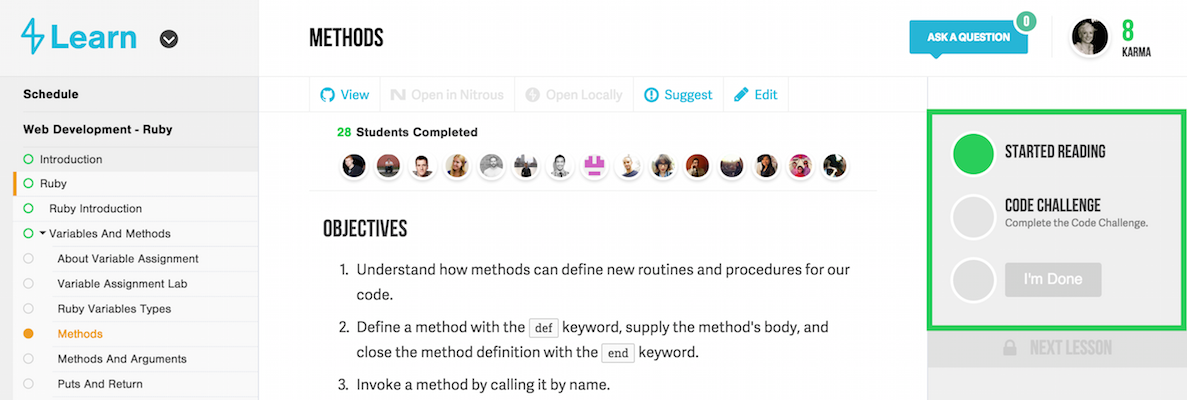 Learn
METHODS
ASK A QUESTION
0
8
KARMA
Schedule
Web Development - Ruby
Introduction
Ruby
Ruby Introduction
Variables And Methods
About Variable Assignment
Variable Assignment Lab
Ruby Variables Types
Methods
Methods And Arguments
Puts And Return
View
Open in Nitrous
Open Locally
Suggest
Edit
28 Students Completed
OBJECTIVES
1. Understand how methods can define new routines and procedures for our
code.
2. Define a method with the def keyword, supply the method's body, and
close the method definition with the end keyword.
3. Invoke a method by calling it by name.
STARTED READING
CODE CHALLENGE
Complete the Code Challenge.
I'm Done
NEXT LESSON